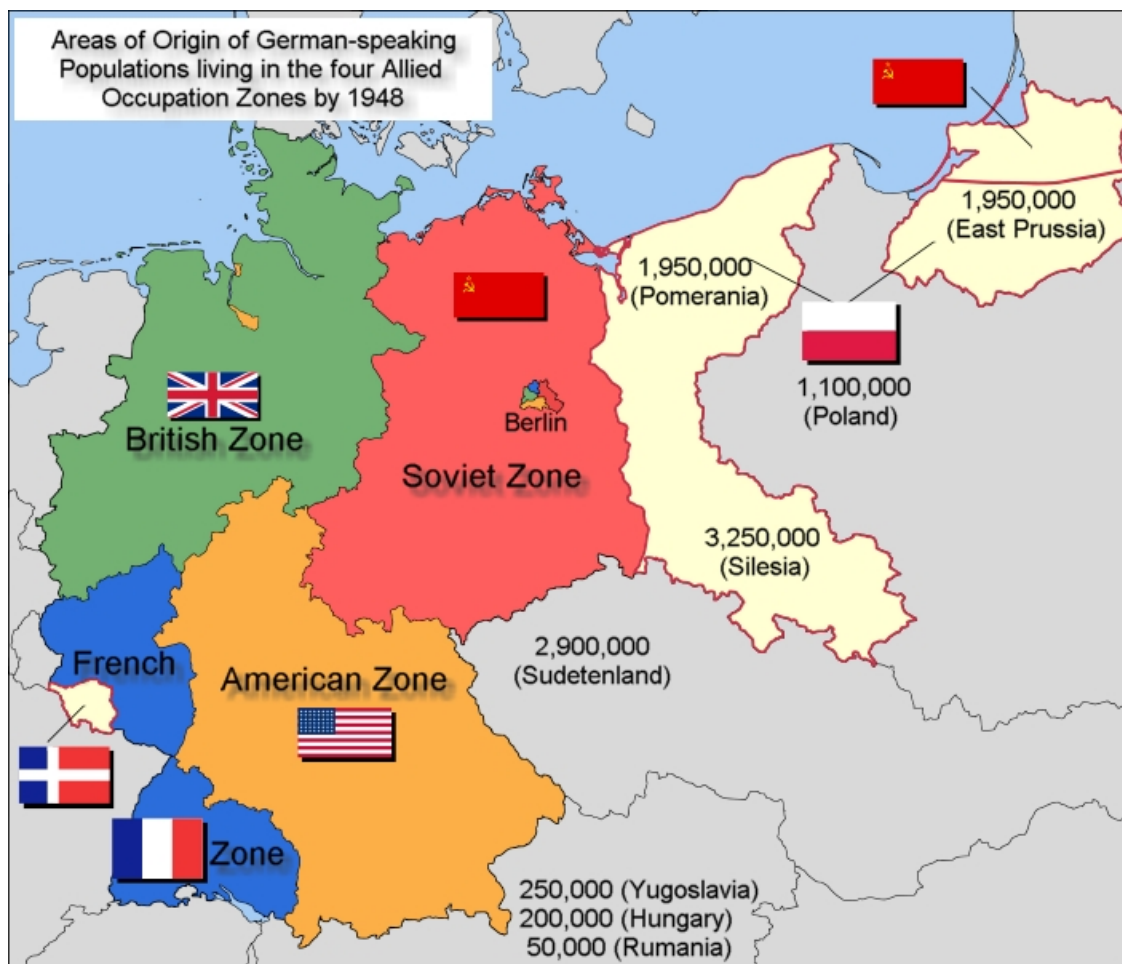 Areas of Origin of German-speaking
Populations living in the four Allied
Occupation Zones by 1948
1,950,000
(East Prussia)
1,950,000
(Pomerania)
1,100,000
(Poland)
Berlin
British Zone
Soviet Zone
3,250,000
(Silesia)
2,900,000
(Sudetenland)
French
American Zone
Zone
250,000 (Yugoslavia)
200,000 (Hungary)
50,000 (Rumania)